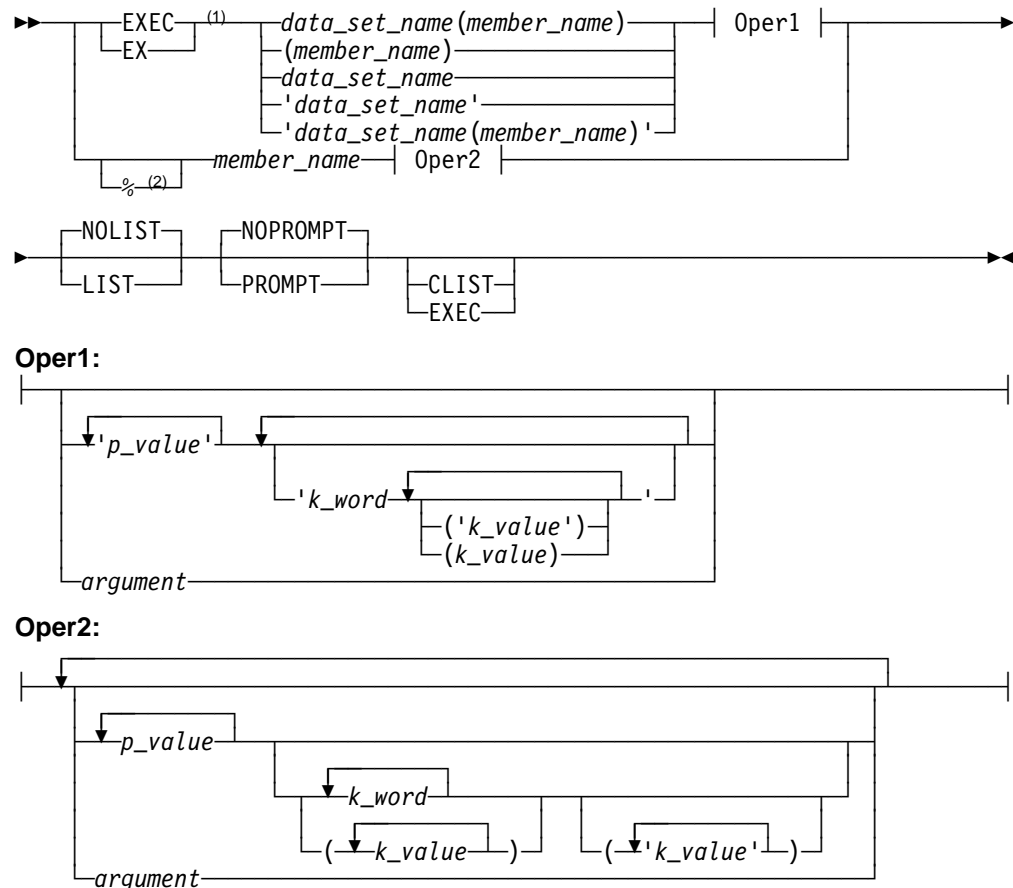 EXEC (1) data_set_name(member_name) Oper1
EX (member_name)
data_set_name
'data_set_name'
'data_set_name(member_name)'
member_name Oper2
% (2)
NOLIST NOPROMPT
LIST PROMPT CLIST
EXEC
Oper1:
'p_value'
'k_word '
('k_value')
(k_value)
argument
Oper2:
p_value
k_word
( k_value ) ( 'k_value' )
argument